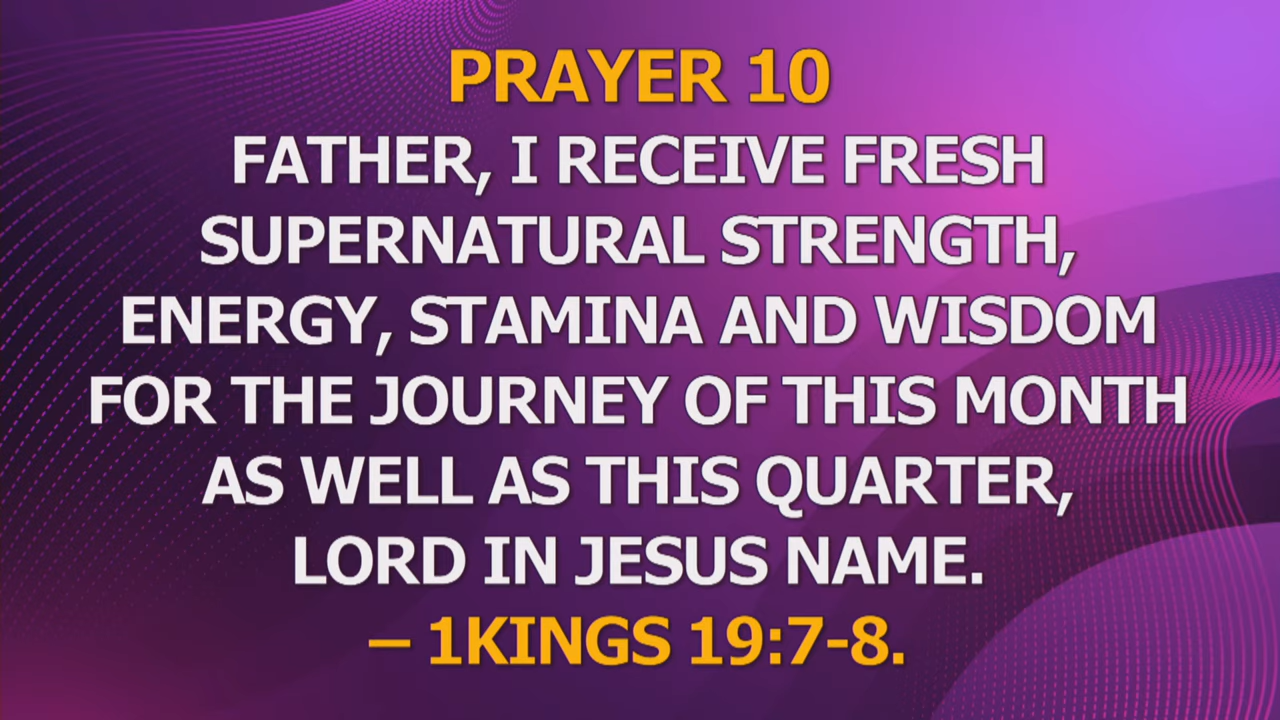 PRAYER 10
FATHER, I RECEIVE FRESH
SUPERNATURAL STRENGTH,
ENERGY, STAMINA AND WISDOM
FOR THE JOURNEY OF THIS MONTH
AS WELL AS THIS QUARTER,
LORD IN JESUS NAME.
– 1KINGS 19:7-8.